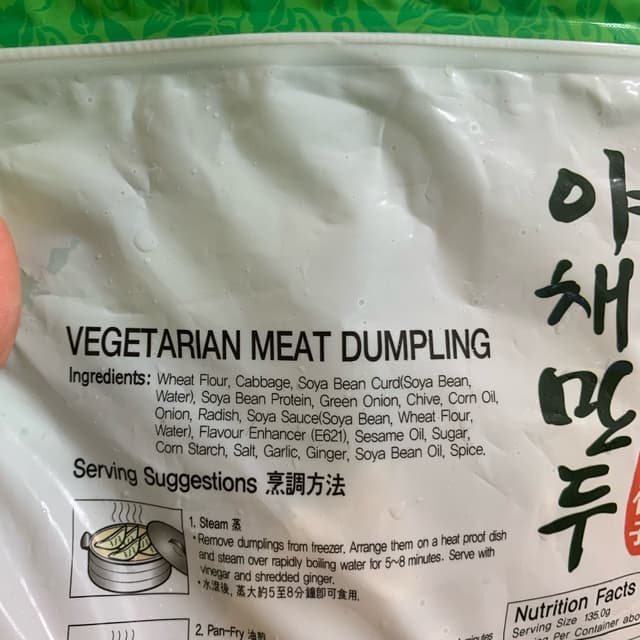 VEGETARIAN MEAT DUMPLING
Ingredients: Wheat Flour, Cabbage, Soya Bean Curd(Soya Bean,
Water), Soya Bean Protein, Green Onion, Chive, Corn Oil,
Onion, Radish, Soya Sauce(Soya Bean, Wheat Flour,
Water), Flavour Enhancer (E621), Sesame Oil, Sugar,
Corn Starch, Salt, Garlic, Ginger, Soya Bean Oil, Spice.
Serving Suggestions 烹調方法
1. Steam 蒸
• Remove dumplings from freezer. Arrange them on a heat proof dish
and steam over rapidly boiling water for 5~8 minutes. Serve with
vinegar and shredded ginger.
• 水滾後, 蒸大約5至8分鐘即可食用.
2. Pan-Fry
minutes
야채만두
Nutrition Facts
Serving Size 135.0g
Per Container